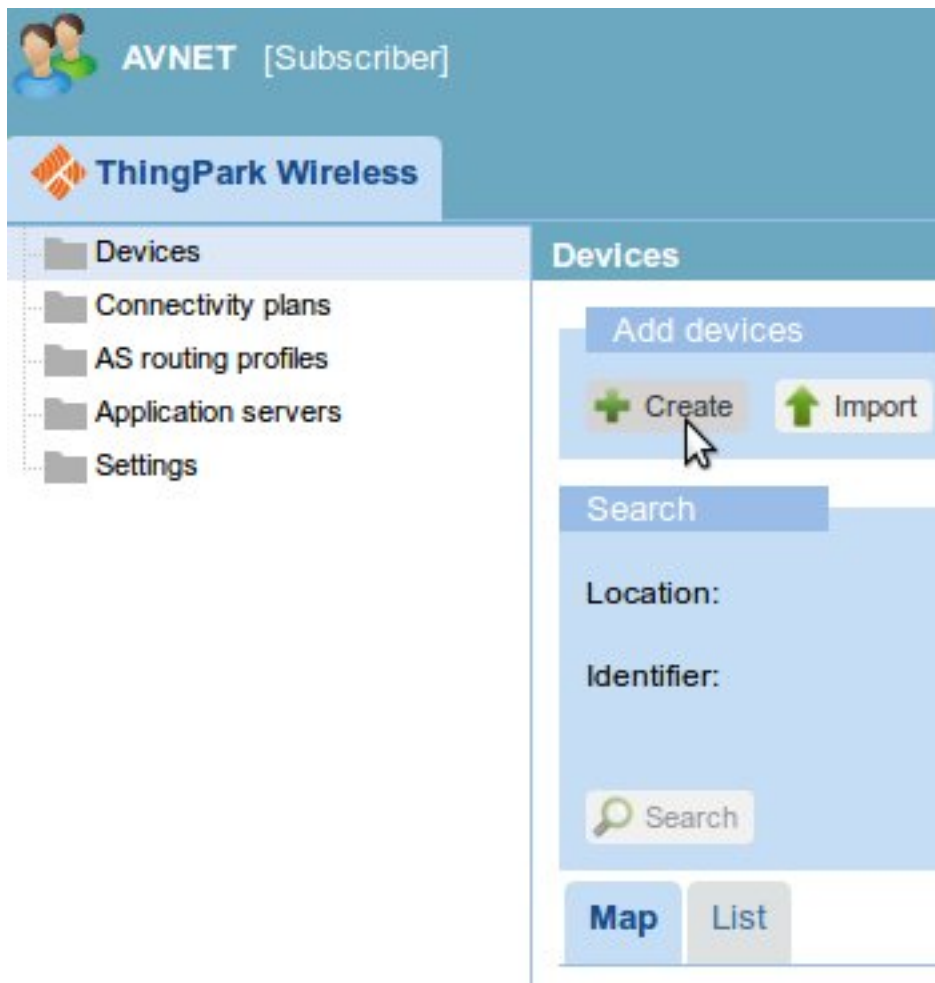 AVNET [Subscriber]
ThingPark Wireless
Devices
Connectivity plans
AS routing profiles
Application servers
Settings
Devices
Add devices
Create Import
Search
Location:
Identifier:
Search
Map List